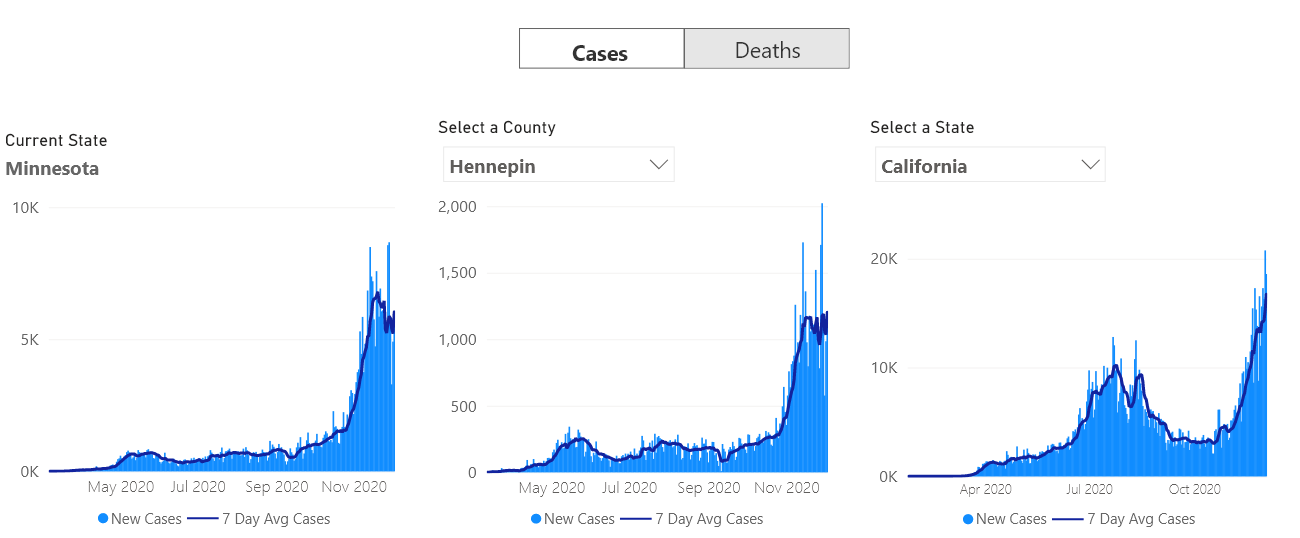 Cases
Deaths
Current State
Minnesota
10K
5K
0K
May 2020 Jul 2020 Sep 2020 Nov 2020
New Cases 7 Day Avg Cases
Select a County
Hennepin
2,000
1,500
1,000
500
0
May 2020 Jul 2020 Sep 2020 Nov 2020
New Cases 7 Day Avg Cases
Select a State
California
20K
10K
0K
Apr 2020 Jul 2020 Oct 2020
New Cases 7 Day Avg Cases